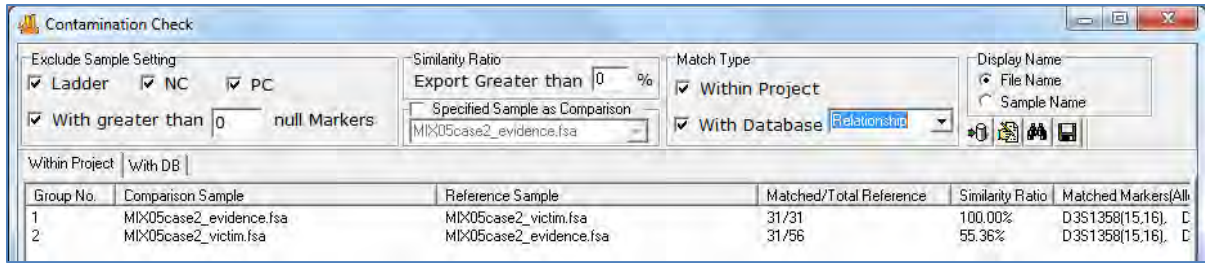 Contamination Check
Exclude Sample Setting
Ladder NC PC
With greater than 0 null Markers
Similarity Ratio
Export Greater than 0 %
Specified Sample as Comparison
MIX05case2_evidence.fsa
Match Type
Within Project
With Database Relationship
Display Name
File Name
Sample Name
Within Project With DB
Group No. Comparison Sample Reference Sample Matched/Total Reference Similarity Ratio Matched Markers(Alle
1 MIX05case2_evidence.fsa MIX05case2_victim.fsa 31/31 100.00% D3S1358(15,16), D
2 MIX05case2_victim.fsa MIX05case2_evidence.fsa 31/56 55.36% D3S1358(15,16), D